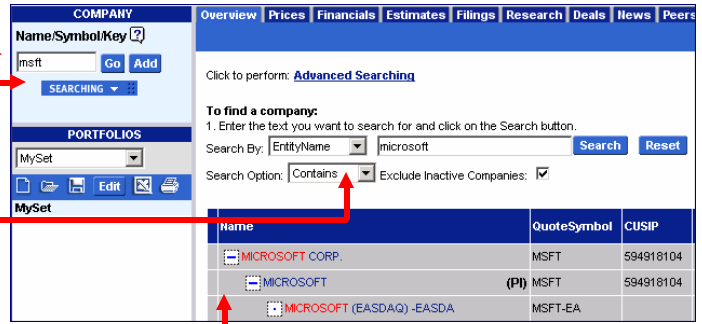 COMPANY
Name/Symbol/Key ?
msft Go Add
SEARCHING
PORTFOLIOS
MySet
Edit
MySet
Overview Prices Financials Estimates Filings Research Deals News Peers
Click to perform: Advanced Searching
To find a company:
1. Enter the text you want to search for and click on the Search button.
Search By: EntityName microsoft Search Reset
Search Option: Contains Exclude Inactive Companies:
Name QuoteSymbol CUSIP
MICROSOFT CORP. MSFT 594918104
MICROSOFT (PI) MSFT 594918104
MICROSOFT (EASDAQ) -EASDA MSFT-EA